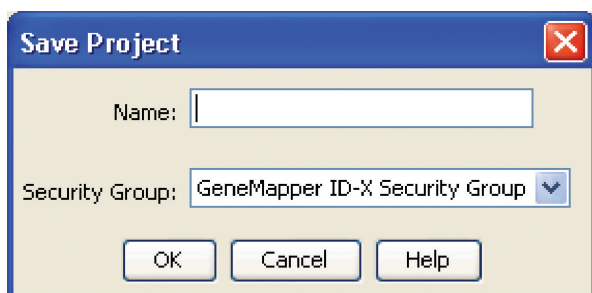 Save Project
Name:
Security Group: GeneMapper ID-X Security Group
OK Cancel Help